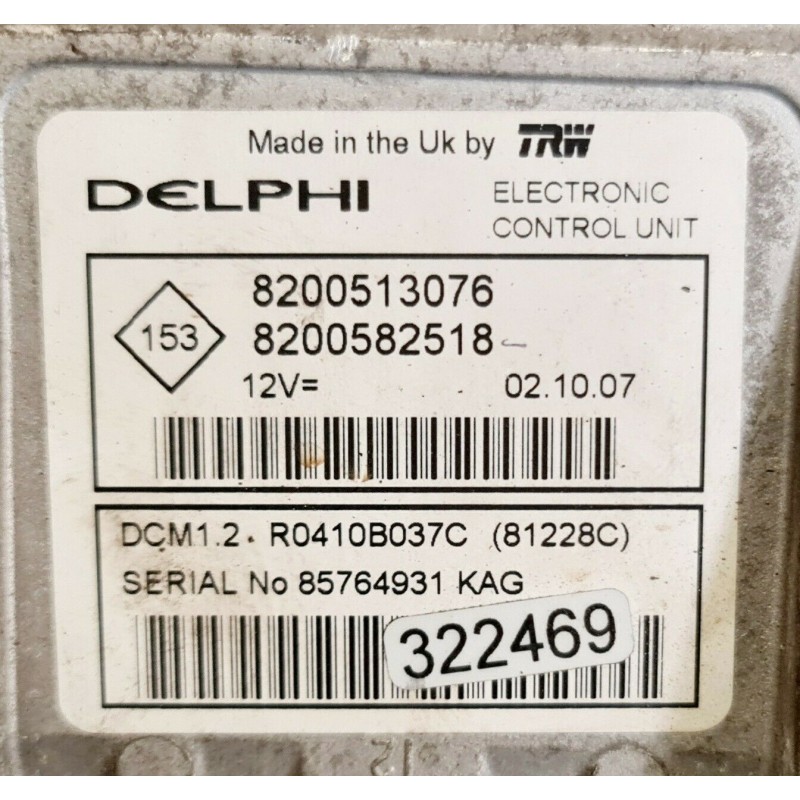 Made in the Uk by TRW
DELPHI
ELECTRONIC
CONTROL UNIT
153
8200513076
8200582518
12V= 02.10.07
DCM1.2. R0410B037C (81228C)
SERIAL No 85764931 KAG
322469